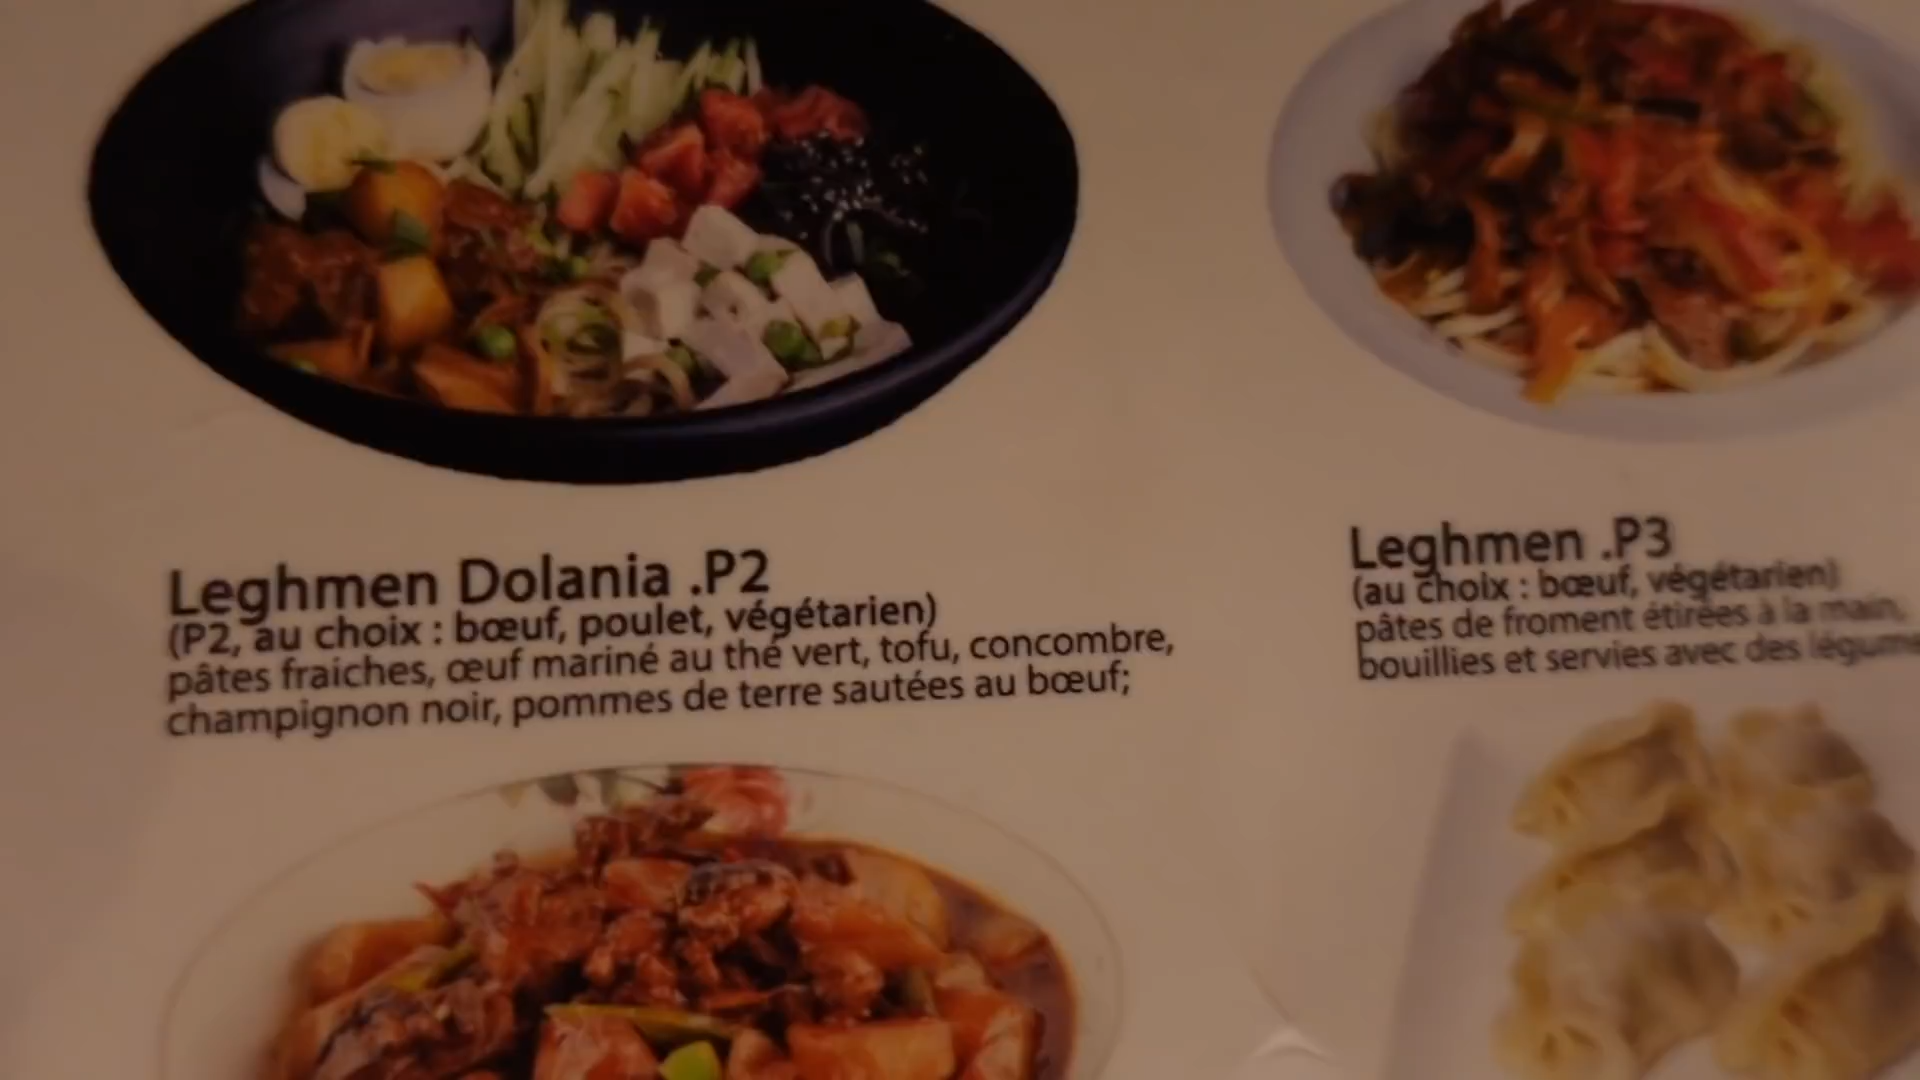 Leghmen Dolania .P2
(P2, au choix : bœuf, poulet, végétarien)
pâtes fraiches, œuf mariné au thé vert, tofu, concombre,
champignon noir, pommes de terre sautées au bœuf;
Leghmen .P3
(au choix : bœuf, végétarien)
pâtes de froment étirées à la main,
bouillies et servies avec des légume